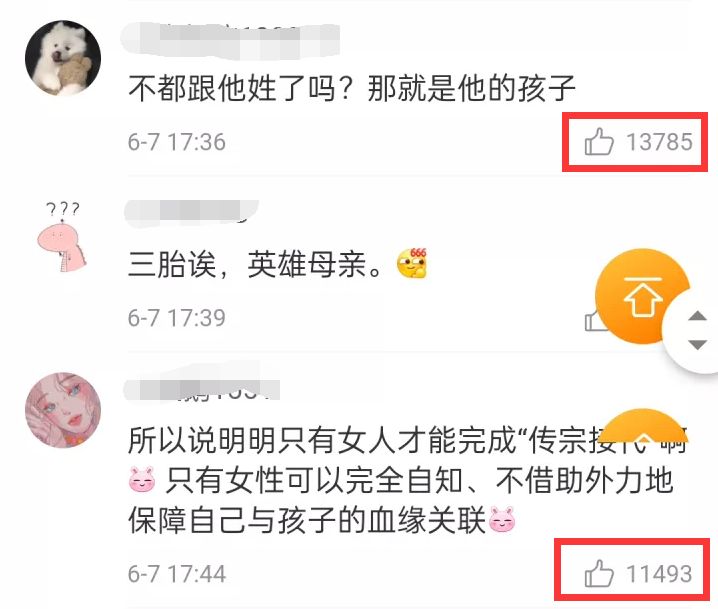 不都跟他姓了吗？那就是他的孩子
6-7 17:36
13785
???
三胎诶，英雄母亲。
666
6-7 17:39
所以说明明只有女人才能完成“传宗接代”啊
只有女性可以完全自知、不借助外力地
保障自己与孩子的血缘关联
6-7 17:44
11493